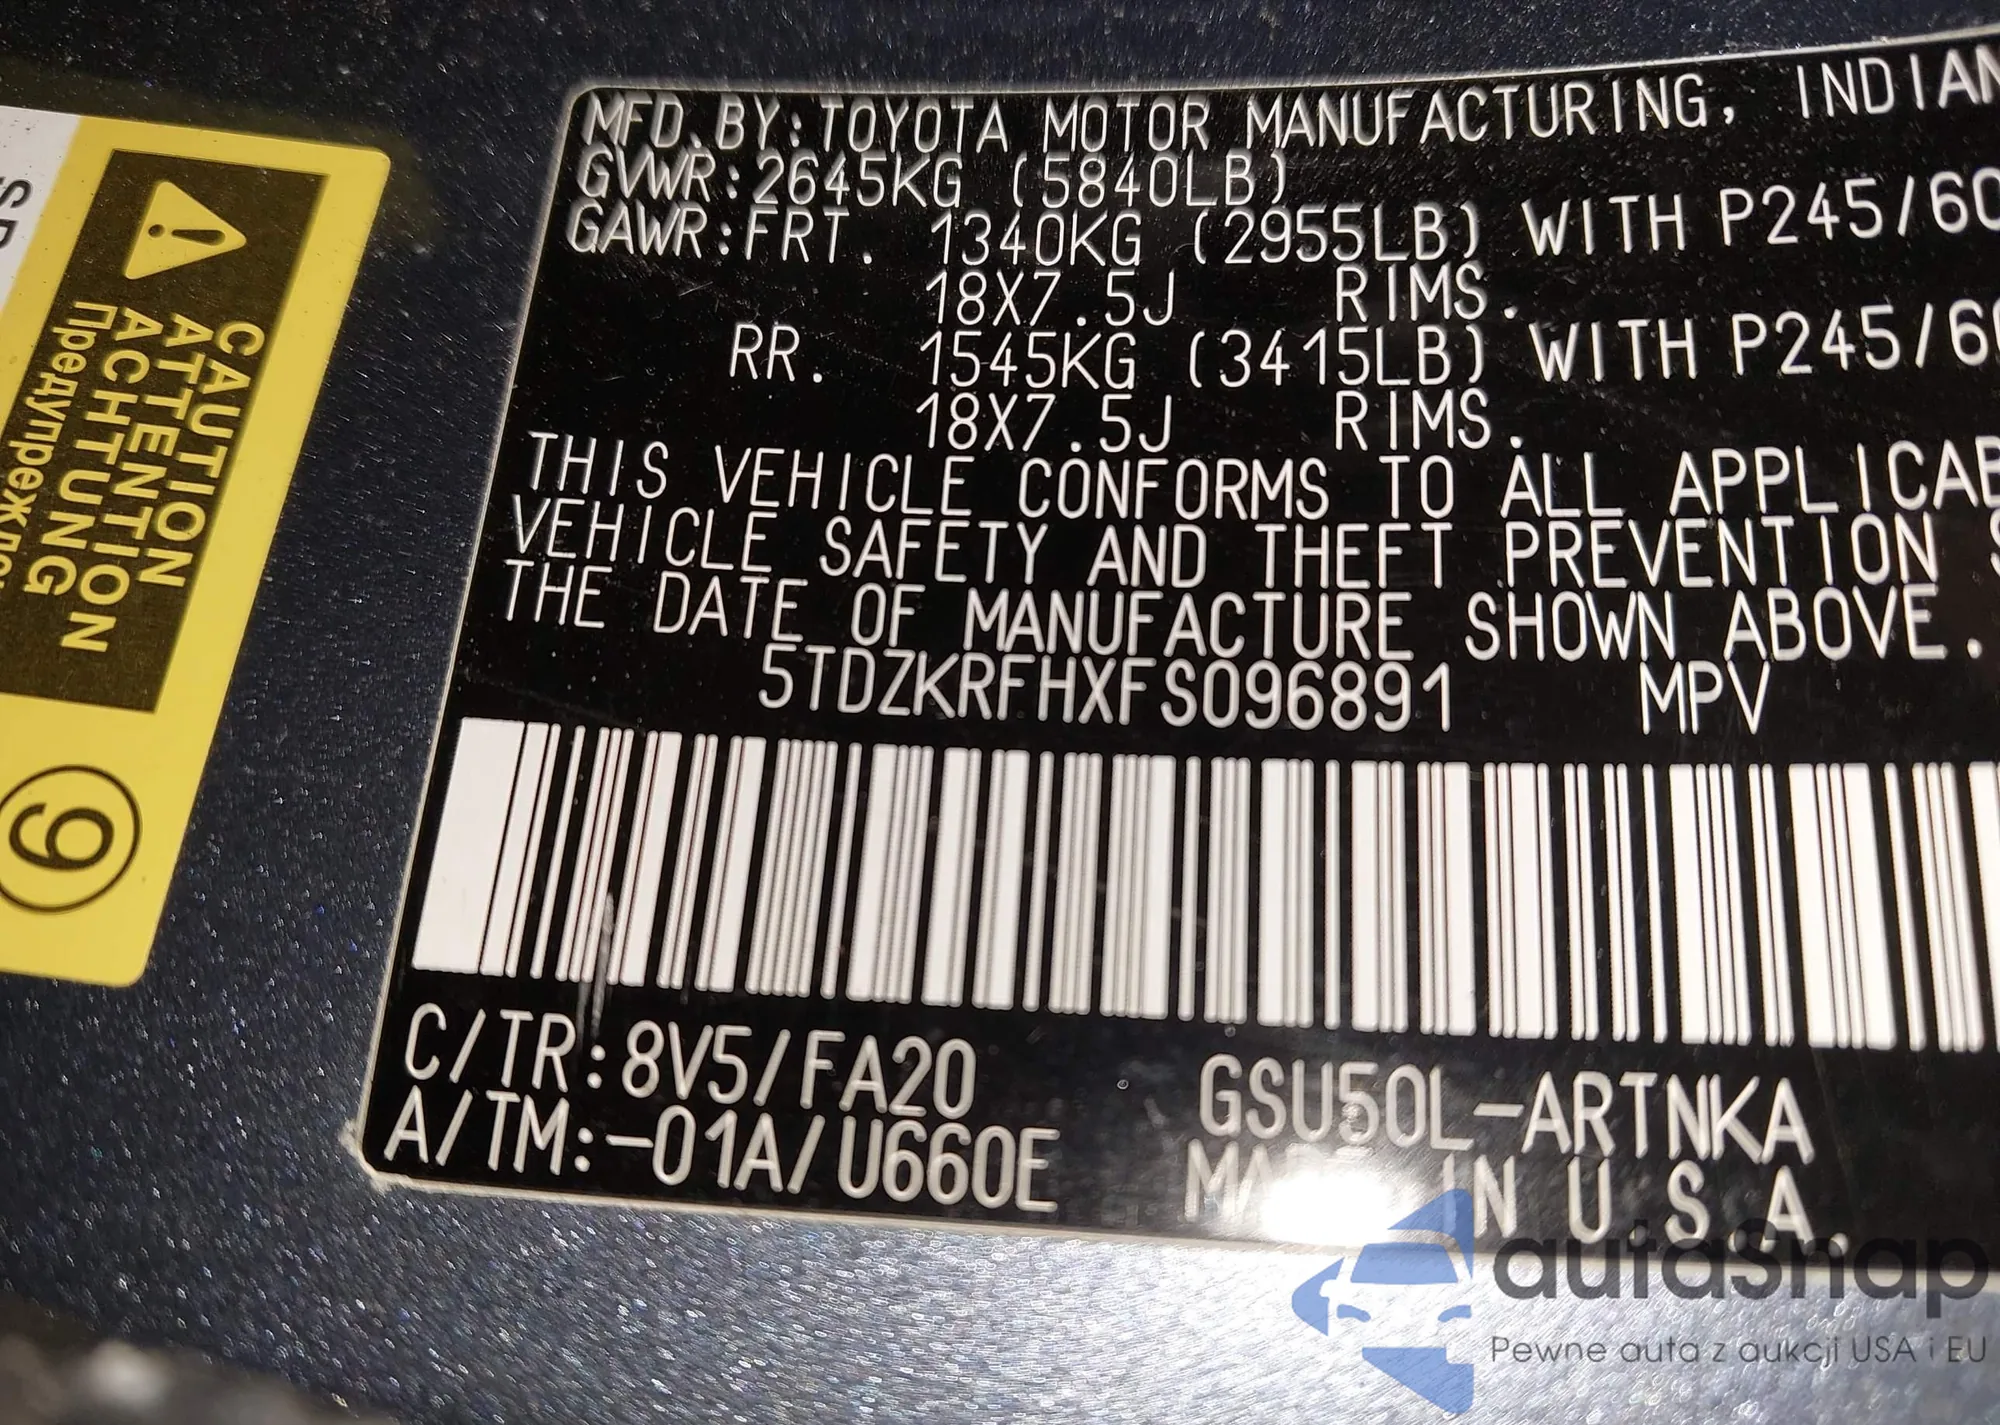 MFD.BY:TOYOTA MOTOR MANUFACTURING, INDIAN
GVWR:2645KG (5840LB)
GAWR:FRT. 1340KG (2955LB) WITH P245/60
18X7.5J RIMS.
RR. 1545KG (3415LB) WITH P245/60
18X7.5J RIMS.
THIS VEHICLE CONFORMS TO ALL APPLICAB
VEHICLE SAFETY AND THEFT PREVENTION S
THE DATE OF MANUFACTURE SHOWN ABOVE.
5TDZKRFHXFS096891 MPV
C/TR:8V5/FA20 GSU50L-ARTNKA
A/TM:-01A/U660E MADE IN U.S.A.
CAUTION
ATTENTION
ACHTUNG
9
autasnap
Pewne auta z aukcji USA i EU